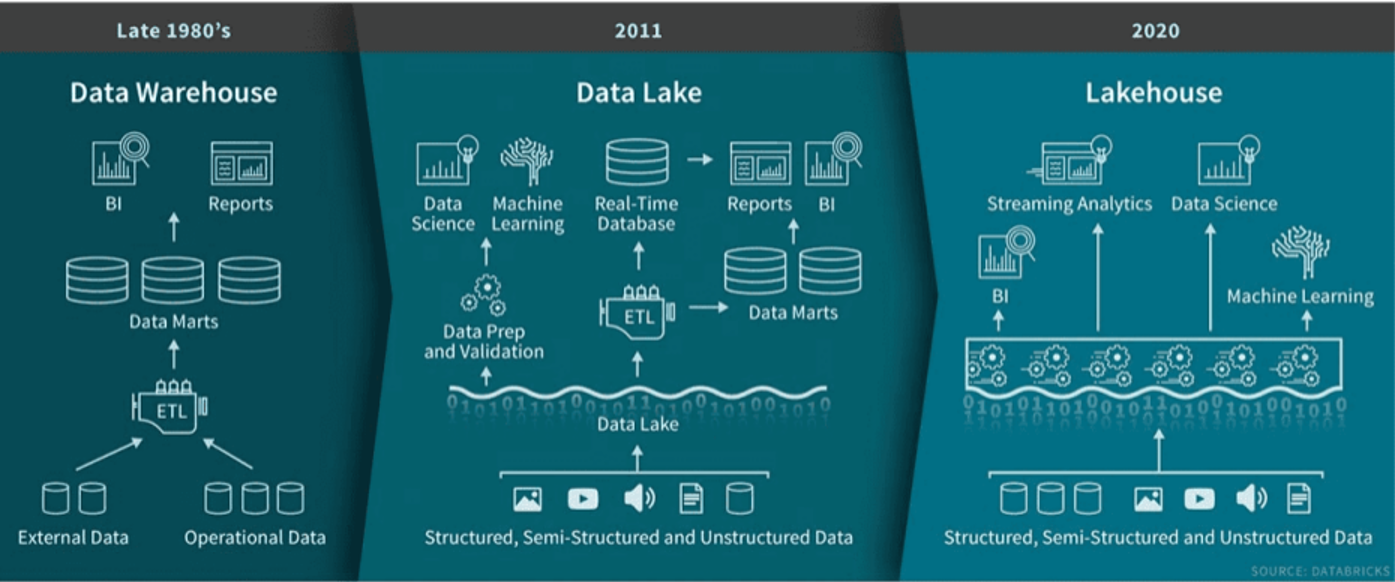 Late 1980's
Data Warehouse
BI
Reports
Data Marts
ETL
External Data
Operational Data
2011
Data Lake
Data
Science
Machine
Learning
Real-Time
Database
Reports
BI
Data Prep
and Validation
ETL
Data Marts
Data Lake
Structured, Semi-Structured and Unstructured Data
2020
Lakehouse
Streaming Analytics
Data Science
BI
Machine Learning
Structured, Semi-Structured and Unstructured Data
SOURCE: DATABRICKS